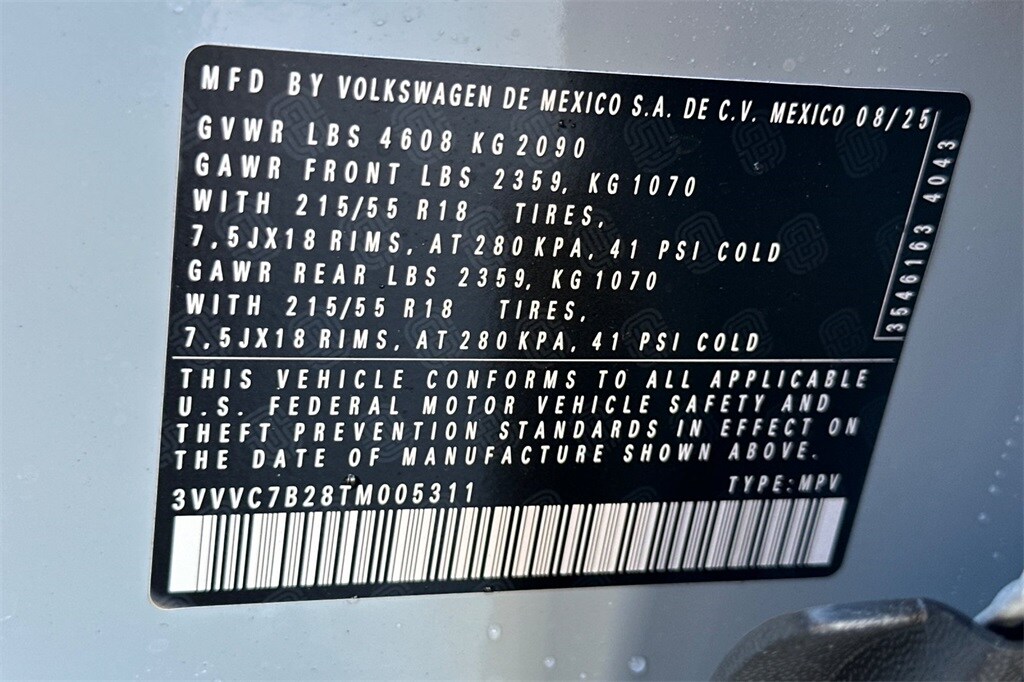 MFD BY VOLKSWAGEN DE MEXICO S.A. DE C.V. MEXICO 08/25
GVWR LBS 4608 KG 2090
GAWR FRONT LBS 2359, KG 1070
WITH 215/55 R18 TIRES,
7,5JX18 RIMS, AT 280 KPA, 41 PSI COLD
GAWR REAR LBS 2359, KG 1070
WITH 215/55 R18 TIRES,
7,5JX18 RIMS, AT 280 KPA, 41 PSI COLD
3546163 4043
THIS VEHICLE CONFORMS TO ALL APPLICABLE
U.S. FEDERAL MOTOR VEHICLE SAFETY AND
THEFT PREVENTION STANDARDS IN EFFECT ON
THE DATE OF MANUFACTURE SHOWN ABOVE.
3VVVC7B28TM005311 TYPE: MPV